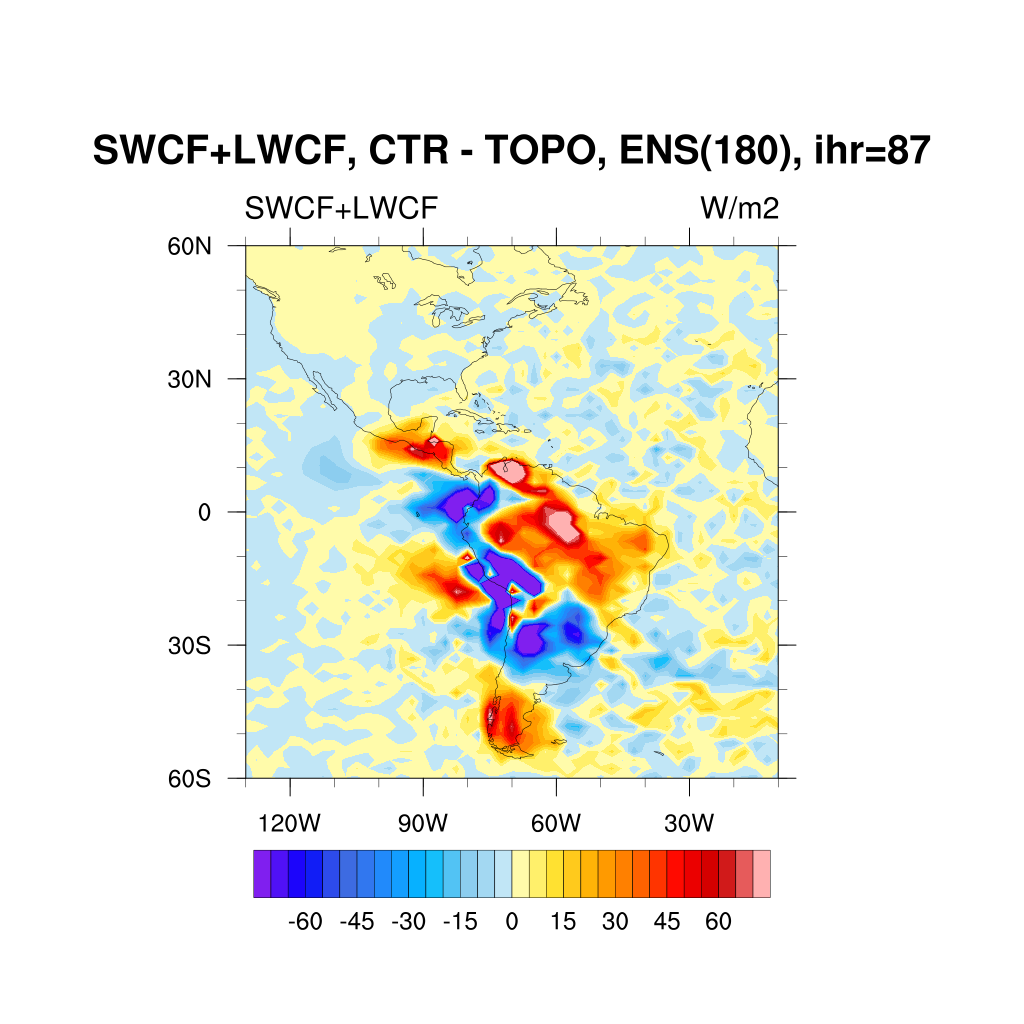 SWCF+LWCF, CTR - TOPO, ENS(180), ihr=87
SWCF+LWCF W/m2
60N
30N
0
30S
60S
120W 90W 60W 30W
-60 -45 -30 -15 0 15 30 45 60